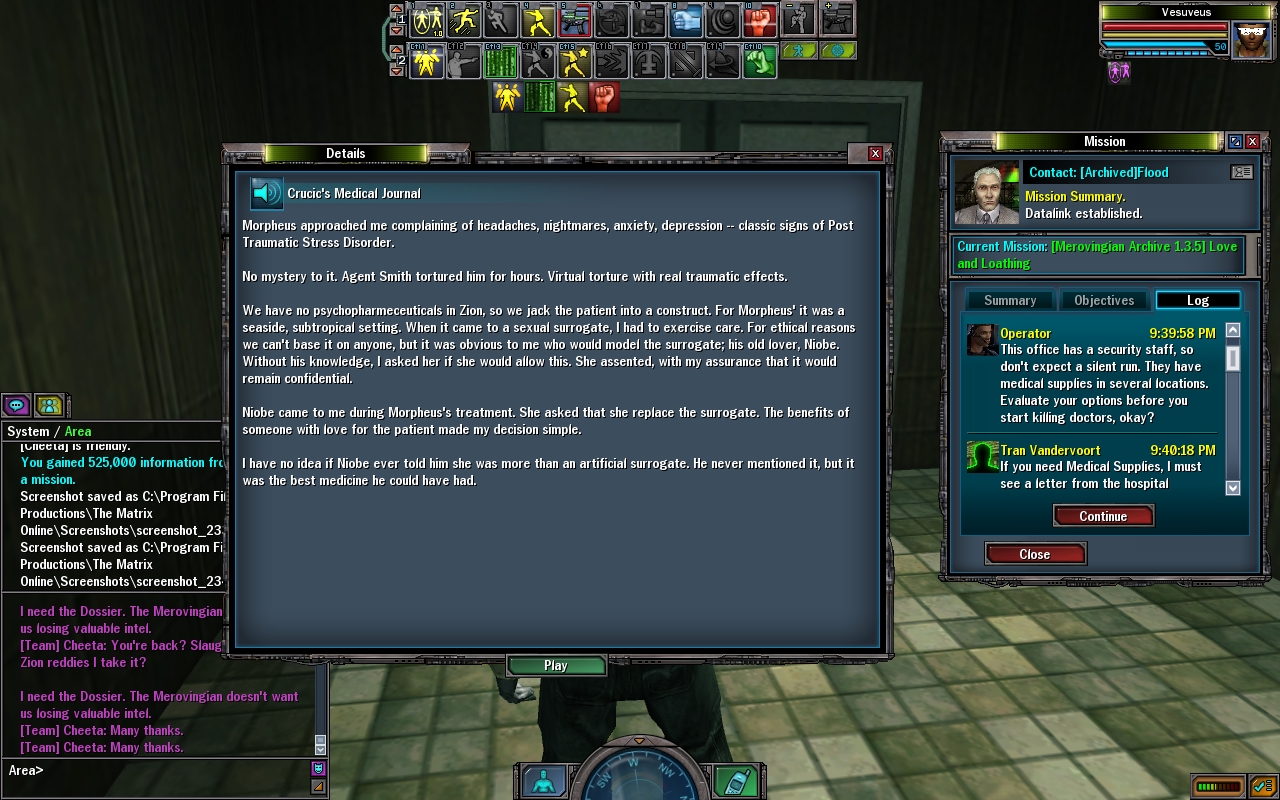 1
2
1.0
10
Ctrl1
Ctrl2
Ctrl3
Ctrl5
Vesuveus
50
Details
Crucic's Medical Journal
Morpheus approached me complaining of headaches, nightmares, anxiety, depression -- classic signs of Post
Traumatic Stress Disorder.
No mystery to it. Agent Smith tortured him for hours. Virtual torture with real traumatic effects.
We have no psychopharmeceuticals in Zion, so we jack the patient into a construct. For Morpheus' it was a
seaside, subtropical setting. When it came to a sexual surrogate, I had to exercise care. For ethical reasons
we can't base it on anyone, but it was obvious to me who would model the surrogate; his old lover, Niobe.
Without his knowledge, I asked her if she would allow this. She assented, with my assurance that it would
remain confidential.
Niobe came to me during Morpheus's treatment. She asked that she replace the surrogate. The benefits of
someone with love for the patient made my decision simple.
I have no idea if Niobe ever told him she was more than an artificial surrogate. He never mentioned it, but it
was the best medicine he could have had.
Play
Mission
Contact: [Archived]Flood
Mission Summary.
Datalink established.
Current Mission: [Merovingian Archive 1.3.5] Love
and Loathing
Summary Objectives Log
Operator 9:39:58 PM
This office has a security staff, so
don't expect a silent run. They have
medical supplies in several locations.
Evaluate your options before you
start killing doctors, okay?
Tran Vandervoort 9:40:18 PM
If you need Medical Supplies, I must
see a letter from the hospital
Continue
Close
System / Area
[Cheeta] is friendly.
You gained 525,000 information fro
a mission.
Screenshot saved as C:\Program Fi
Productions\The Matrix
Online\Screenshots\screenshot_23
Screenshot saved as C:\Program Fi
Productions\The Matrix
Online\Screenshots\screenshot_23
I need the Dossier. The Merovingian
us losing valuable intel.
[Team] Cheeta: You're back? Slaug
Zion reddies I take it?
I need the Dossier. The Merovingian doesn't want
us losing valuable intel.
[Team] Cheeta: Many thanks.
[Team] Cheeta: Many thanks.
Area>
SW W NW